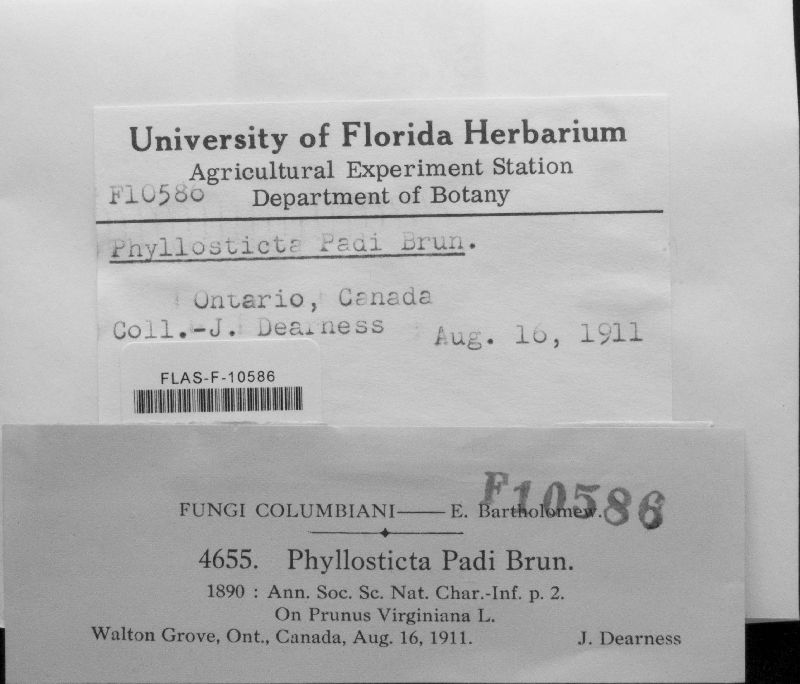 University of Florida Herbarium
Agricultural Experiment Station
F10586 Department of Botany
Phyllosticta Padi Brun.
Ontario, Canada
Coll.-J. Dearness Aug. 16, 1911
FLAS-F-10586
F10586
FUNGI COLUMBIANI—E. Bartholomew.
4655. Phyllosticta Padi Brun.
1890 : Ann. Soc. Sc. Nat. Char.-Inf. p. 2.
On Prunus Virginiana L.
Walton Grove, Ont., Canada, Aug. 16, 1911. J. Dearness